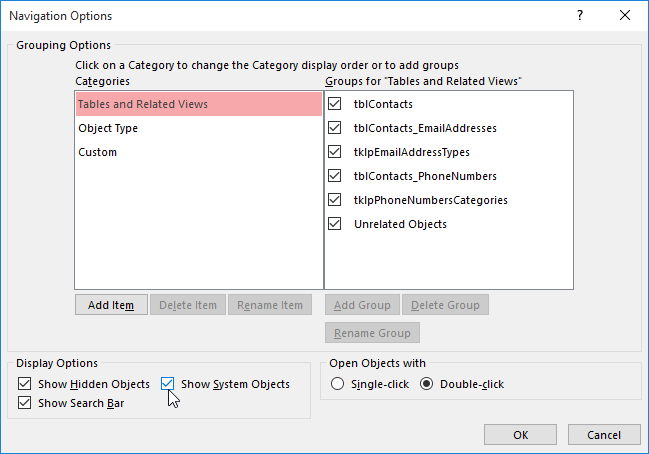 Navigation Options ?
Grouping Options
Click on a Category to change the Category display order or to add groups
Categories Groups for "Tables and Related Views"
Tables and Related Views tblContacts
Object Type tblContacts_EmailAddresses
Custom tklpEmailAddressTypes
tblContacts_PhoneNumbers
tklpPhoneNumbersCategories
Unrelated Objects
Add Item Delete Item Rename Item Add Group Delete Group
Rename Group
Display Options Open Objects with
Show Hidden Objects Show System Objects Single-click Double-click
Show Search Bar
OK Cancel